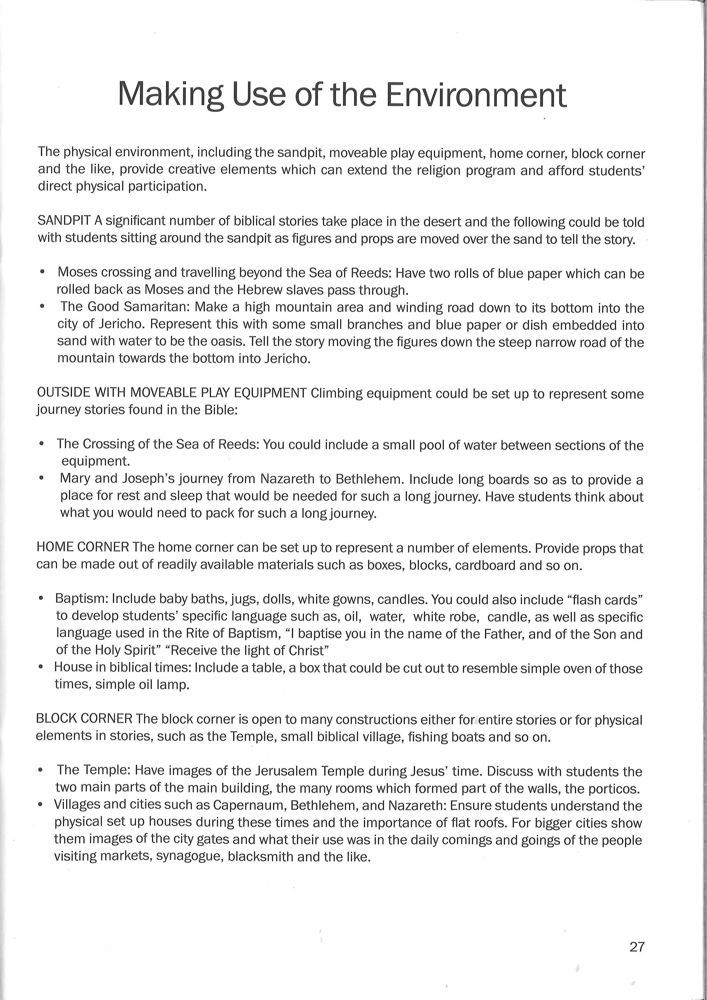 Making Use of the Environment
The physical environment, including the sandpit, moveable play equipment, home corner, block corner
and the like, provide creative elements which can extend the religion program and afford students'
direct physical participation.
SANDPIT A significant number of biblical stories take place in the desert and the following could be told
with students sitting around the sandpit as figures and props are moved over the sand to tell the story.
• Moses crossing and travelling beyond the Sea of Reeds: Have two rolls of blue paper which can be
rolled back as Moses and the Hebrew slaves pass through.
• The Good Samaritan: Make a high mountain area and winding road down to its bottom into the
city of Jericho. Represent this with some small branches and blue paper or dish embedded into
sand with water to be the oasis. Tell the story moving the figures down the steep narrow road of the
mountain towards the bottom into Jericho.
OUTSIDE WITH MOVEABLE PLAY EQUIPMENT Climbing equipment could be set up to represent some
journey stories found in the Bible:
• The Crossing of the Sea of Reeds: You could include a small pool of water between sections of the
equipment.
• Mary and Joseph's journey from Nazareth to Bethlehem. Include long boards so as to provide a
place for rest and sleep that would be needed for such a long journey. Have students think about
what you would need to pack for such a long journey.
HOME CORNER The home corner can be set up to represent a number of elements. Provide props that
can be made out of readily available materials such as boxes, blocks, cardboard and so on.
• Baptism: Include baby baths, jugs, dolls, white gowns, candles. You could also include “flash cards”
to develop students' specific language such as, oil, water, white robe, candle, as well as specific
language used in the Rite of Baptism, “I baptise you in the name of the Father, and of the Son and
of the Holy Spirit” “Receive the light of Christ”
• House in biblical times: Include a table, a box that could be cut out to resemble simple oven of those
times, simple oil lamp.
BLOCK CORNER The block corner is open to many constructions either for entire stories or for physical
elements in stories, such as the Temple, small biblical village, fishing boats and so on.
• The Temple: Have images of the Jerusalem Temple during Jesus' time. Discuss with students the
two main parts of the main building, the many rooms which formed part of the walls, the porticos.
• Villages and cities such as Capernaum, Bethlehem, and Nazareth: Ensure students understand the
physical set up houses during these times and the importance of flat roofs. For bigger cities show
them images of the city gates and what their use was in the daily comings and goings of the people
visiting markets, synagogue, blacksmith and the like.
27